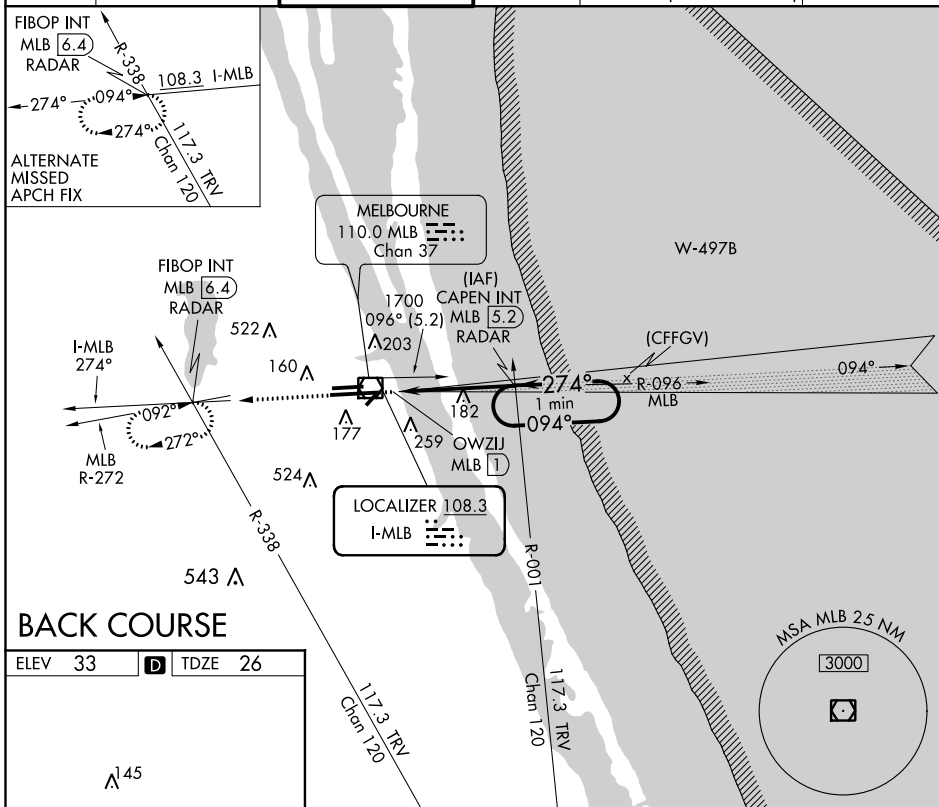 FIBOP INT
MLB 6.4
RADAR
R-338
108.3 I-MLB
274° 094°
274°
117.3 TRV
Chan 120
ALTERNATE
MISSED
APCH FIX
MELBOURNE
110.0 MLB
Chan 37
W-497B
FIBOP INT
MLB 6.4
RADAR
(IAF)
CAPEN INT
MLB 5.2
RADAR
1700
096° (5.2)
522
203
(CFFGV)
I-MLB
274°
160
094°
274°
R-096
MLB
1 min
094°
182
092°
272°
177
259
OWZIJ
MLB 1
MLB
R-272
524
LOCALIZER 108.3
I-MLB
R-338
R-001
543
BACK COURSE
MSA MLB 25 NM
3000
ELEV 33 D TDZE 26
117.3 TRV
Chan 120
117.3 TRV
Chan 120
145